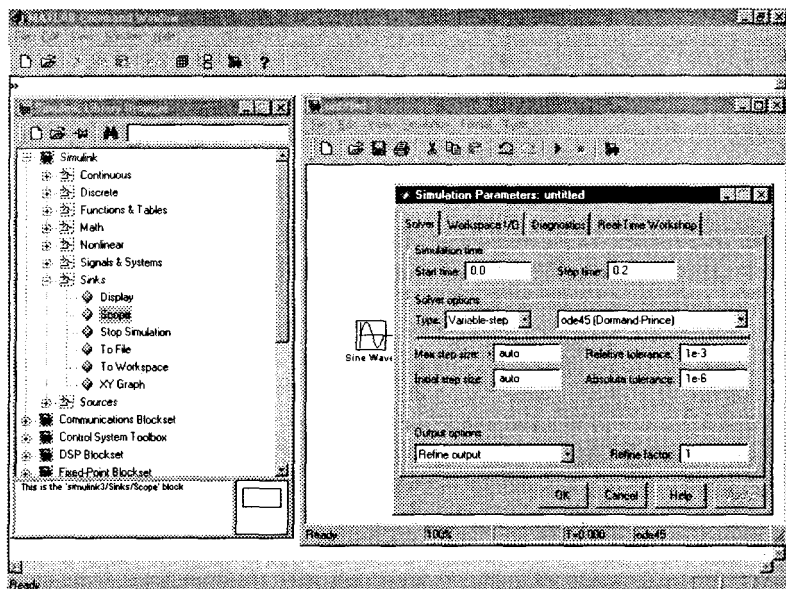 MATLAB Command Window
»
Simulink
Continuous
Discrete
Functions & Tables
Math
Nonlinear
Signals & Systems
Sinks
Display
Scope
Stop Simulation
To File
To Workspace
XY Graph
Sources
Communications Blockset
Control System Toolbox
DSP Blockset
Fixed-Point Blockset
This is the 'simulink3/Sinks/Scope' block
Sine Wave
Simulation Parameters: untitled
Solver Workspace I/O Diagnostics Real-Time Workshop
Simulation time
Start time: 0.0 Stop time: 0.2
Solver options
Type: Variable-step ode45 (Dormand-Prince)
Max step size: auto Relative tolerance: 1e-3
Initial step size: auto Absolute tolerance: 1e-6
Output options
Refine output Refine factor: 1
OK Cancel Help
Ready 100% T=0.000 ode45
Ready